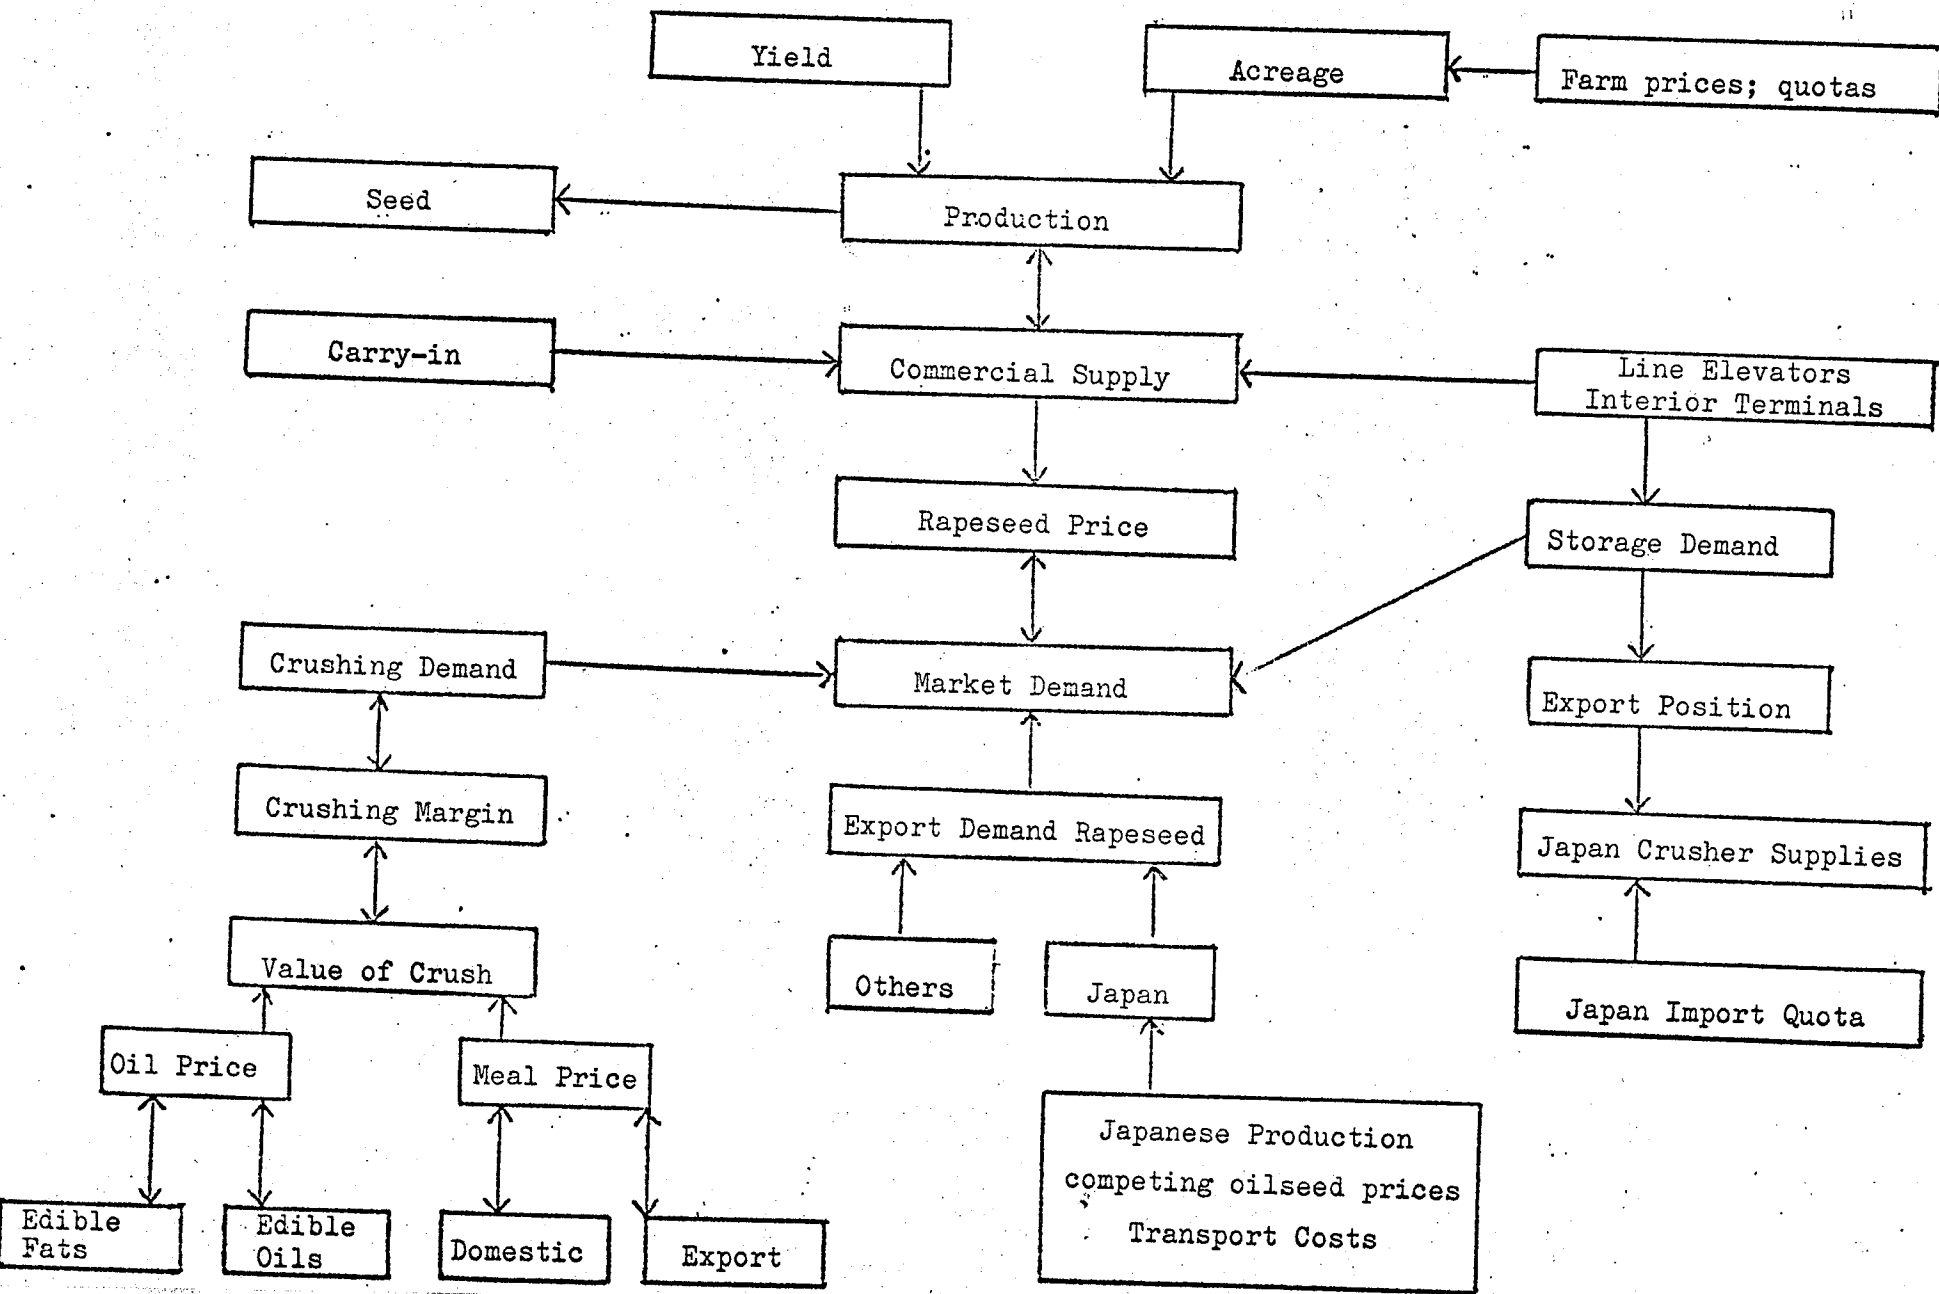 Yield
Acreage
Farm prices; quotas
Seed
Production
Carry-in
Commercial Supply
Line Elevators
Interior Terminals
Rapeseed Price
Storage Demand
Crushing Demand
Market Demand
Export Position
Crushing Margin
Export Demand Rapeseed
Japan Crusher Supplies
Value of Crush
Others
Japan
Japan Import Quota
Oil Price
Meal Price
Japanese Production
competing oilseed prices
Transport Costs
Edible
Fats
Edible
Oils
Domestic
Export